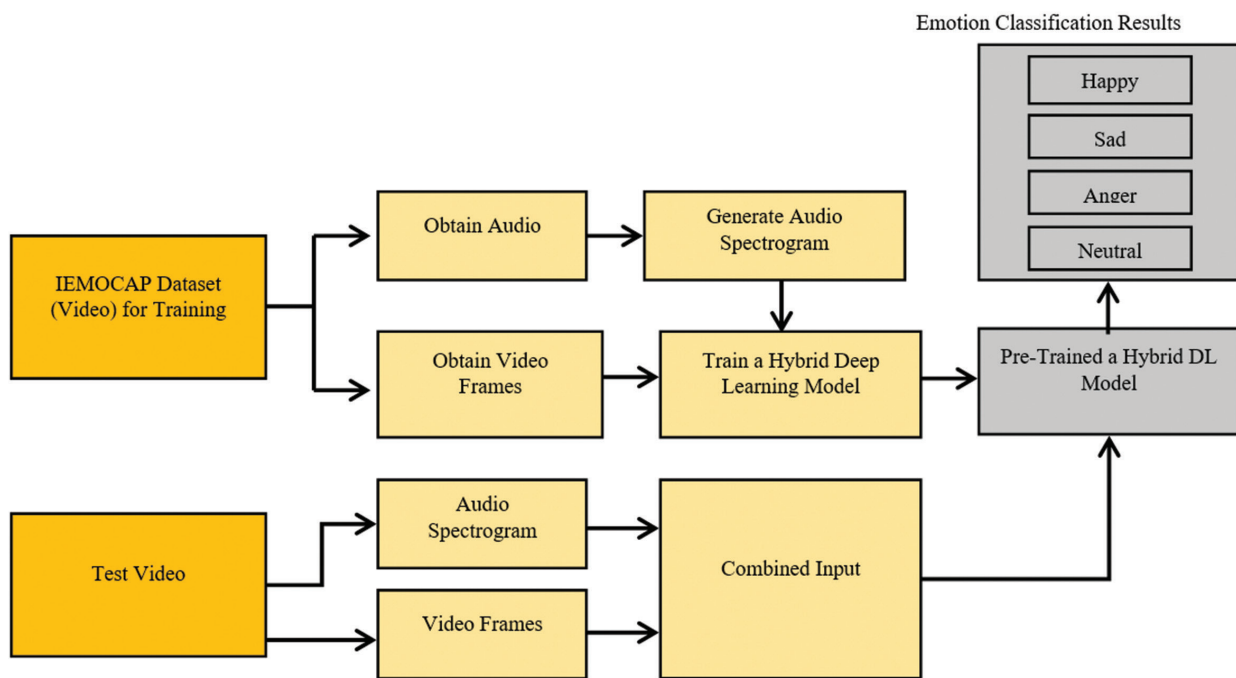 Emotion Classification Results
Happy
Sad
Anger
Neutral
Obtain Audio
Generate Audio
Spectrogram
IEMOCAP Dataset
(Video) for Training
Obtain Video
Frames
Train a Hybrid Deep
Learning Model
Pre-Trained a Hybrid DL
Model
Test Video
Audio
Spectrogram
Video Frames
Combined Input